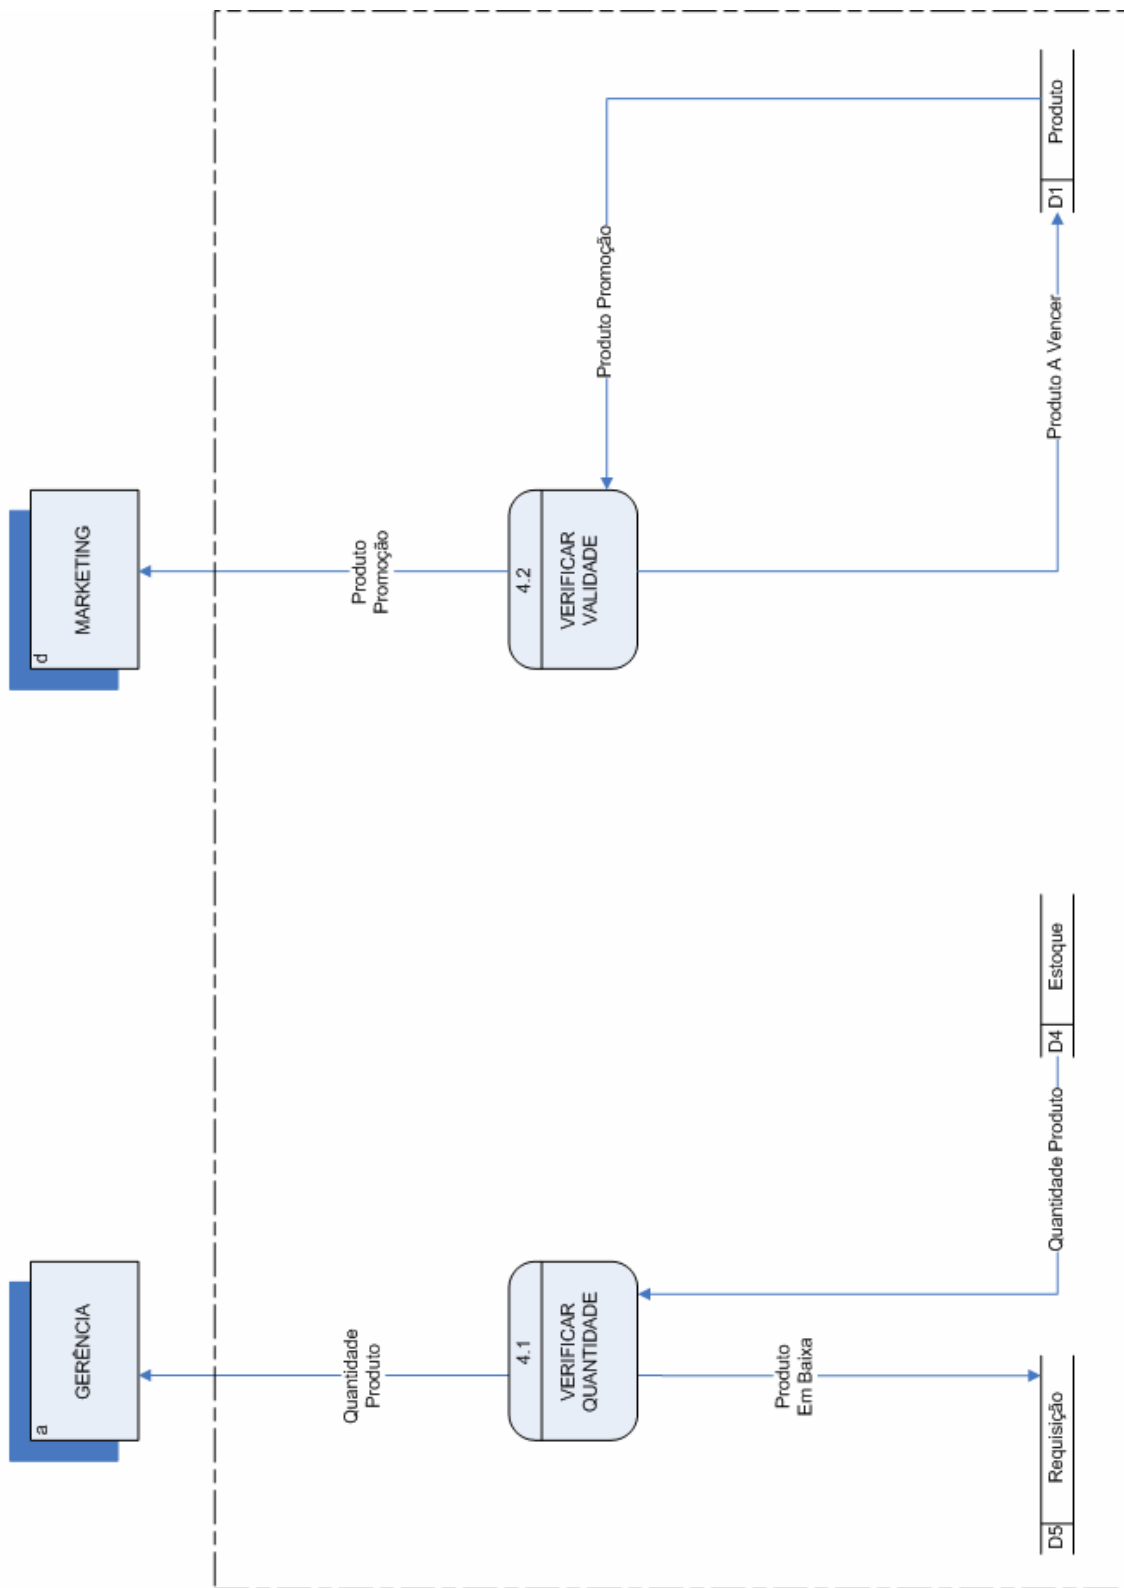 a
GERÊNCIA
d
MARKETING
Quantidade
Produto
Produto
Promoção
4.1
VERIFICAR
QUANTIDADE
4.2
VERIFICAR
VALIDADE
Produto Promoção
Produto
Em Baixa
Quantidade Produto
Produto A Vencer
D5
Requisição
D4
Estoque
D1
Produto